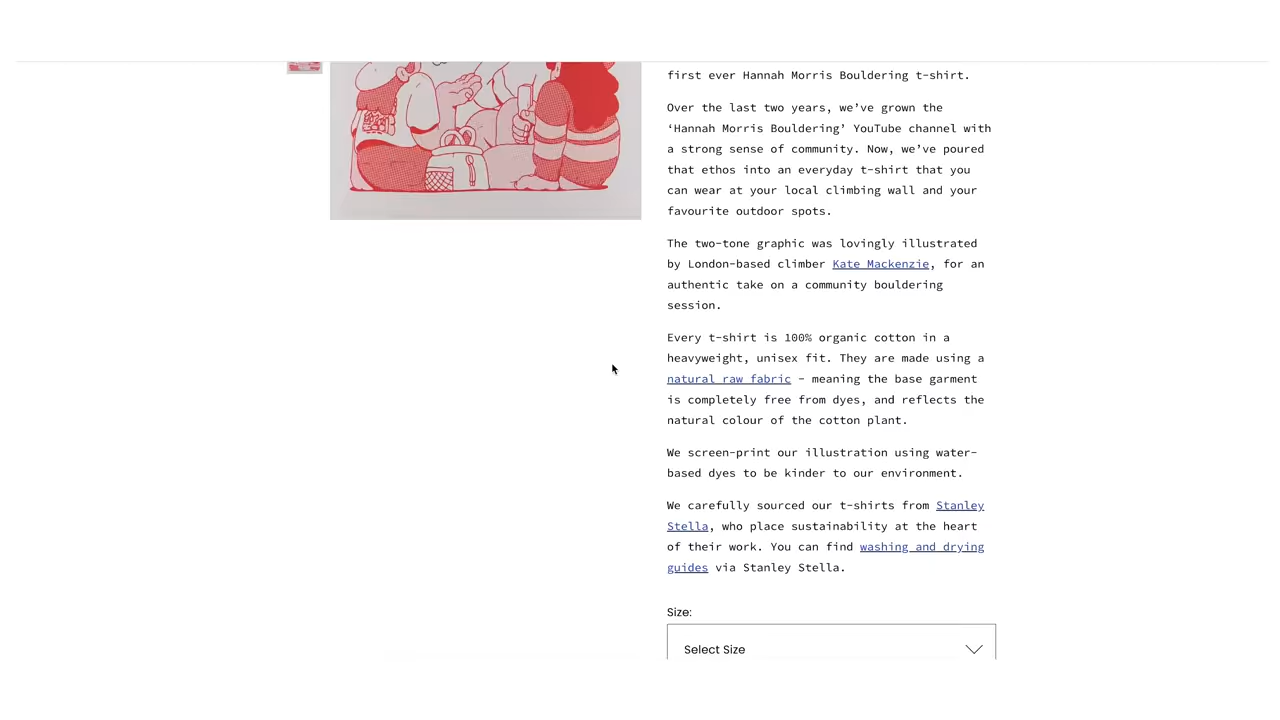 first ever Hannah Morris Bouldering t-shirt.
Over the last two years, we’ve grown the
‘Hannah Morris Bouldering’ YouTube channel with
a strong sense of community. Now, we’ve poured
that ethos into an everyday t-shirt that you
can wear at your local climbing wall and your
favourite outdoor spots.
The two-tone graphic was lovingly illustrated
by London-based climber Kate Mackenzie, for an
authentic take on a community bouldering
session.
Every t-shirt is 100% organic cotton in a
heavyweight, unisex fit. They are made using a
natural raw fabric - meaning the base garment
is completely free from dyes, and reflects the
natural colour of the cotton plant.
We screen-print our illustration using water-
based dyes to be kinder to our environment.
We carefully sourced our t-shirts from Stanley
Stella, who place sustainability at the heart
of their work. You can find washing and drying
guides via Stanley Stella.
Size:
Select Size